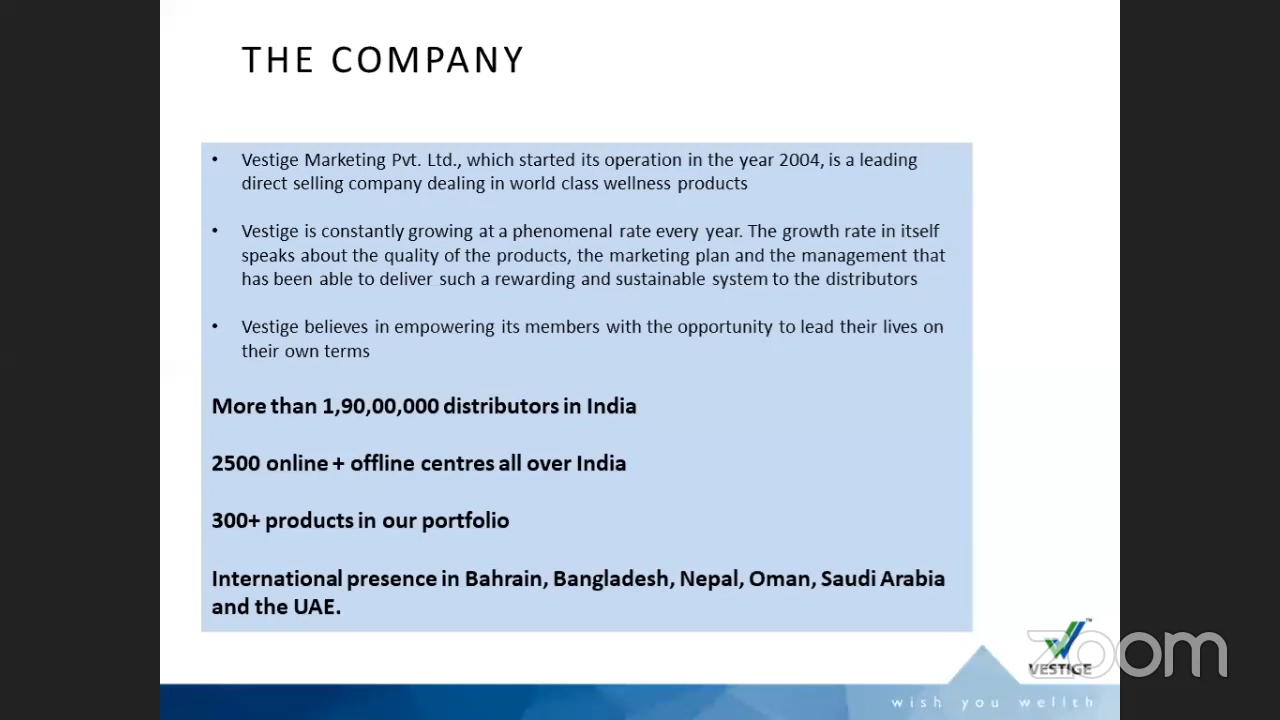 THE COMPANY
• Vestige Marketing Pvt. Ltd., which started its operation in the year 2004, is a leading
direct selling company dealing in world class wellness products
• Vestige is constantly growing at a phenomenal rate every year. The growth rate in itself
speaks about the quality of the products, the marketing plan and the management that
has been able to deliver such a rewarding and sustainable system to the distributors
• Vestige believes in empowering its members with the opportunity to lead their lives on
their own terms
More than 1,90,00,000 distributors in India
2500 online + offline centres all over India
300+ products in our portfolio
International presence in Bahrain, Bangladesh, Nepal, Oman, Saudi Arabia
and the UAE.
zoom
VESTIGE
wish you wellth